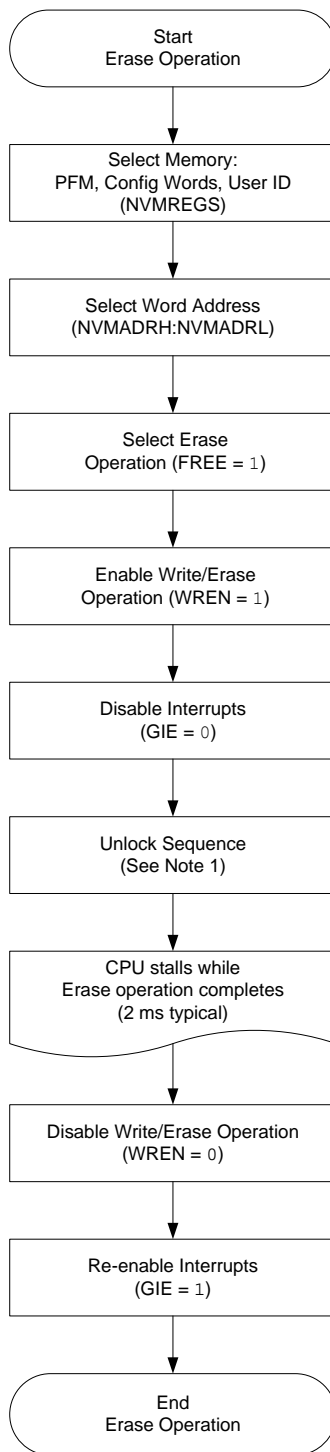 Start
Erase Operation
Select Memory:
PFM, Config Words, User ID
(NVMREGS)
Select Word Address
(NVMADRH:NVMADRL)
Select Erase
Operation (FREE = 1)
Enable Write/Erase
Operation (WREN = 1)
Disable Interrupts
(GIE = 0)
Unlock Sequence
(See Note 1)
CPU stalls while
Erase operation completes
(2 ms typical)
Disable Write/Erase Operation
(WREN = 0)
Re-enable Interrupts
(GIE = 1)
End
Erase Operation